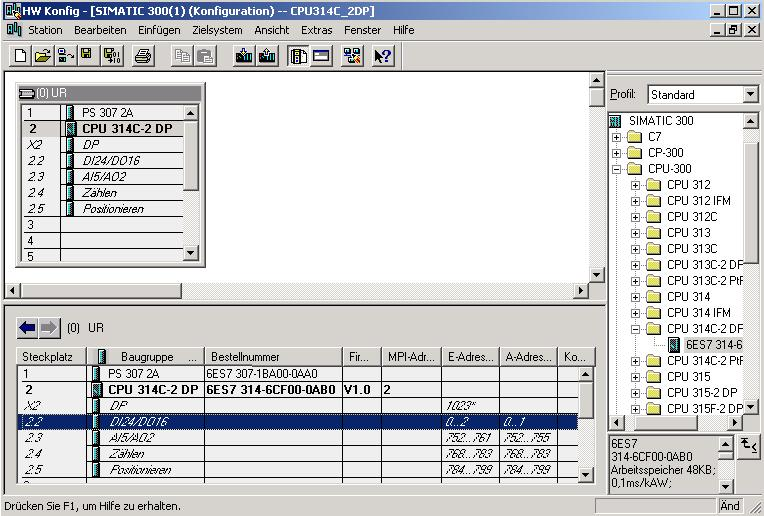 HW Konfig - [SIMATIC 300(1) (Konfiguration) -- CPU314C_2DP]
Station Bearbeiten Einfügen Zielsystem Ansicht Extras Fenster Hilfe
(0) UR
1 PS 307 2A
2 CPU 314C-2 DP
X2 DP
2.2 DI24/DO16
2.3 AI5/AO2
2.4 Zählen
2.5 Positionieren
3
4
5
Profil: Standard
SIMATIC 300
C7
CP-300
CPU-300
CPU 312
CPU 312 IFM
CPU 312C
CPU 313
CPU 313C
CPU 313C-2 DP
CPU 313C-2 PtF
CPU 314
CPU 314 IFM
CPU 314C-2 DF
6ES7 314-6
CPU 314C-2 PtF
CPU 315
CPU 315-2 DP
CPU 315F-2 DP
(0) UR
Steckplatz Baugruppe ... Bestellnummer Fir... MPI-Adr... E-Adres... A-Adres... Ko...
1 PS 307 2A 6ES7 307-1BA00-0AA0
2 CPU 314C-2 DP 6ES7 314-6CF00-0AB0 V1.0 2
X2 DP 1023*
2.2 DI24/DO16 0...2 0...1
2.3 AI5/AO2 752...761 752...755
2.4 Zählen 768...783 768...783
2.5 Positionieren 784...799 784...799
3
6ES7
314-6CF00-0AB0
Arbeitsspeicher 48KB;
0,1ms/kAW;
Drücken Sie F1, um Hilfe zu erhalten.
Änd